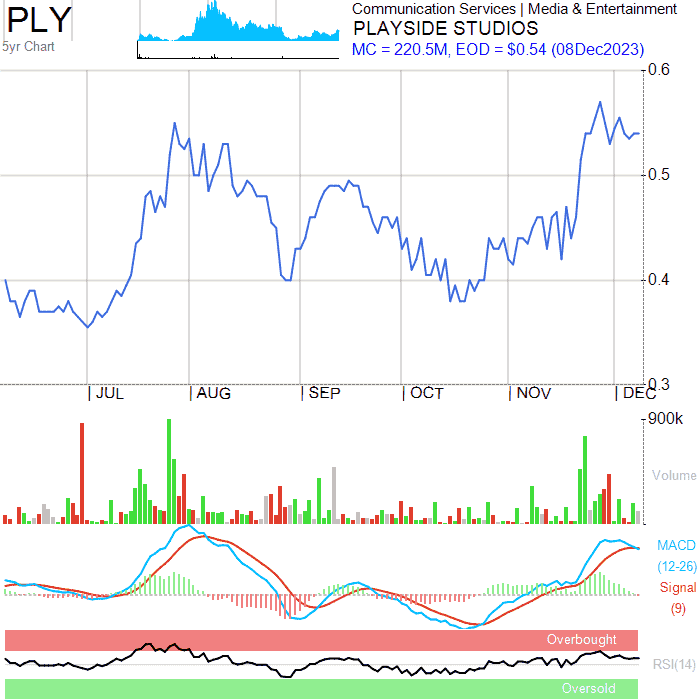 PLY
5yr Chart
Communication Services | Media & Entertainment
PLAYSIDE STUDIOS
MC = 220.5M, EOD = $0.54 (08Dec2023)
0.6
0.5
0.4
0.3
JUL
AUG
SEP
OCT
NOV
DEC
900k
Volume
MACD
(12-26)
Signal
(9)
Overbought
RSI(14)
Oversold